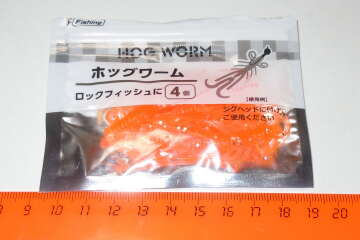 Fishing
HOG WORM
ホッグワーム
ロックフィッシュに 4個
【使用例】
ジグヘッドに付けて
ご使用ください
8 9 10 11 12 13 14 15 16 17 18 19 20